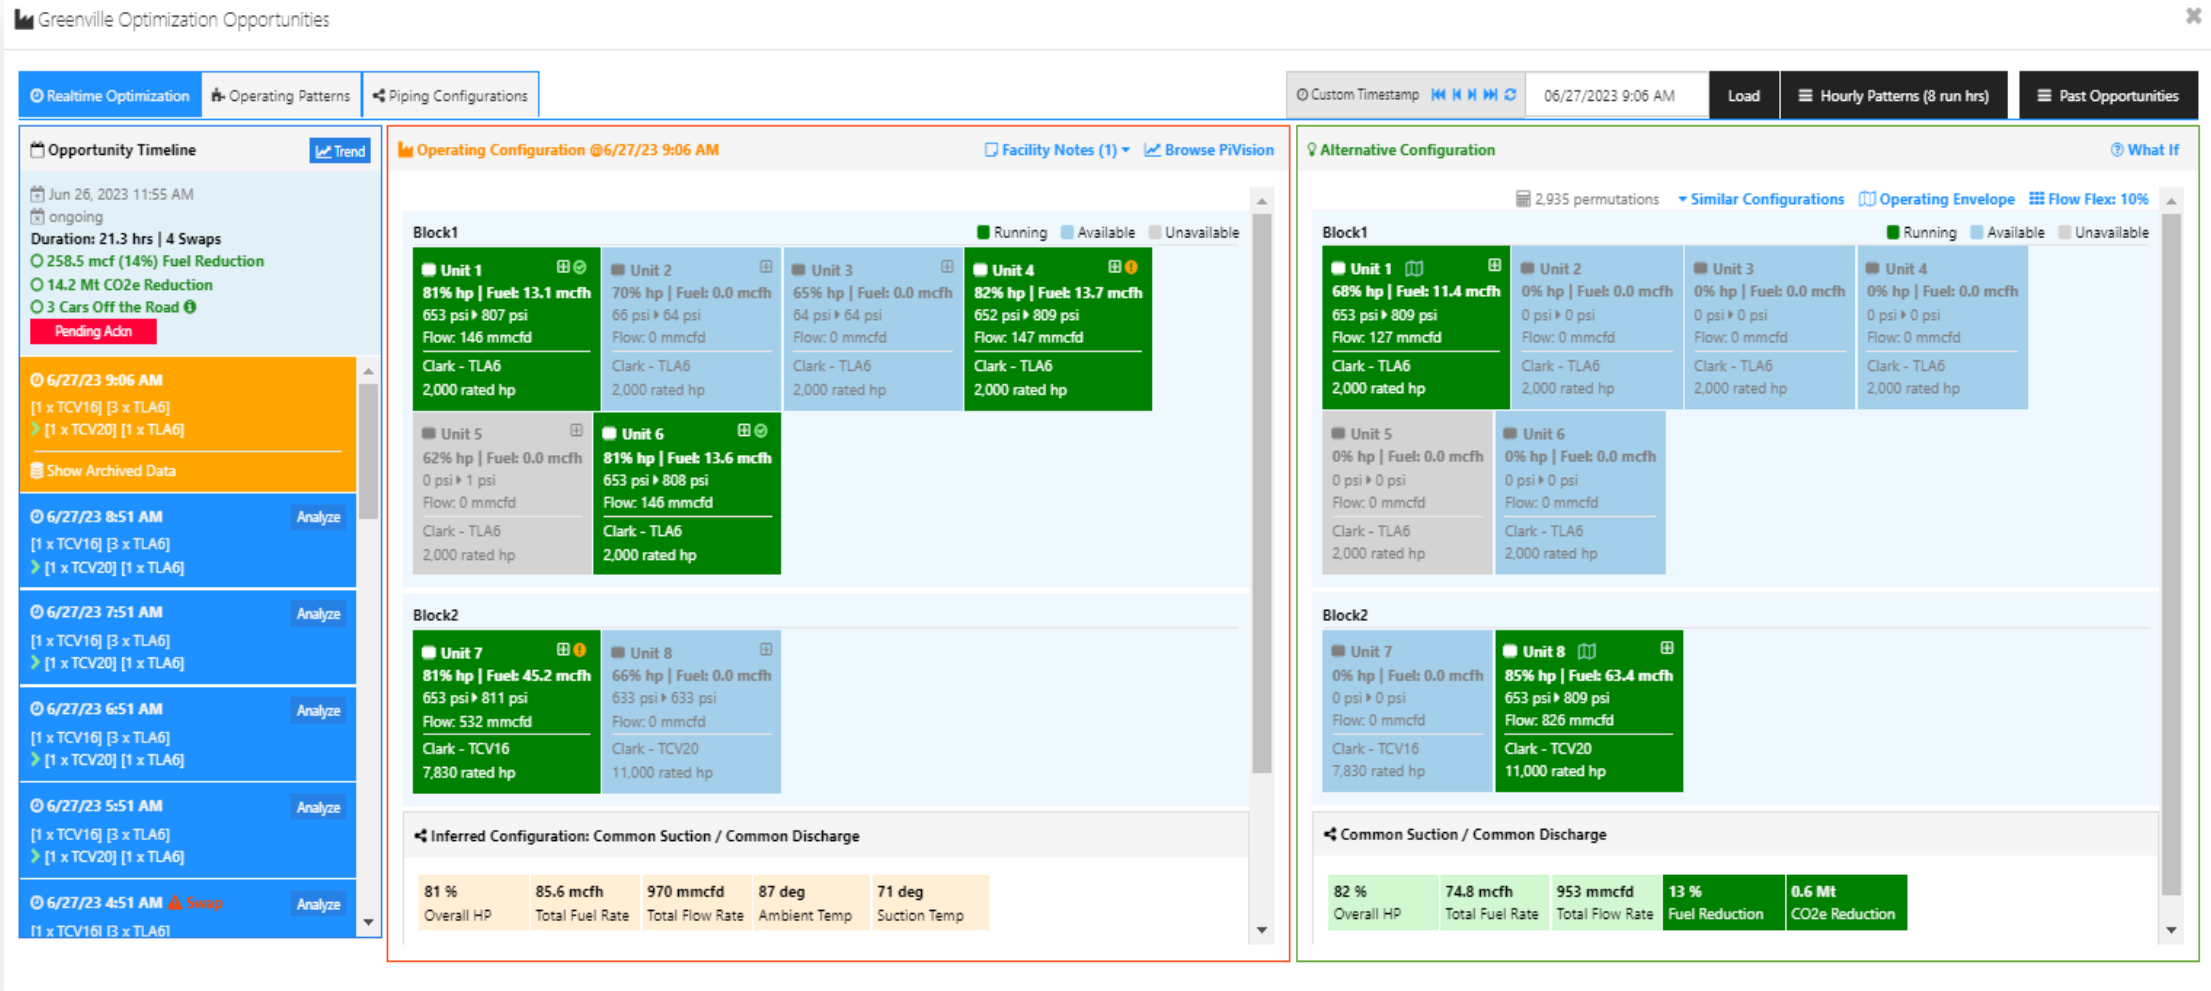 Greenville Optimization Opportunities
Realtime Optimization
Operating Patterns
Piping Configurations
Custom Timestamp
06/27/2023 9:06 AM
Load
Hourly Patterns (8 run hrs)
Past Opportunities
Opportunity Timeline
Trend
Jun 26, 2023 11:55 AM
ongoing
Duration: 21.3 hrs | 4 Swaps
258.5 mcf (14%) Fuel Reduction
14.2 Mt CO2e Reduction
3 Cars Off the Road
Pending Ackn
6/27/23 9:06 AM
[1 x TCV16] [3 x TLA6]
[1 x TCV20] [1 x TLA6]
Show Archived Data
6/27/23 8:51 AM
Analyze
[1 x TCV16] [3 x TLA6]
[1 x TCV20] [1 x TLA6]
6/27/23 7:51 AM
Analyze
[1 x TCV16] [3 x TLA6]
[1 x TCV20] [1 x TLA6]
6/27/23 6:51 AM
Analyze
[1 x TCV16] [3 x TLA6]
[1 x TCV20] [1 x TLA6]
6/27/23 5:51 AM
Analyze
[1 x TCV16] [3 x TLA6]
[1 x TCV20] [1 x TLA6]
6/27/23 4:51 AM Swap
Analyze
[1 x TCV16] [3 x TLA6]
Operating Configuration @6/27/23 9:06 AM
Facility Notes (1)
Browse PiVision
Block1
Running
Available
Unavailable
Unit 1
81% hp | Fuel: 13.1 mcfh
653 psi 807 psi
Flow: 146 mmcfd
Clark - TLA6
2,000 rated hp
Unit 2
70% hp | Fuel: 0.0 mcfh
66 psi 64 psi
Flow: 0 mmcfd
Clark - TLA6
2,000 rated hp
Unit 3
65% hp | Fuel: 0.0 mcfh
64 psi 64 psi
Flow: 0 mmcfd
Clark - TLA6
2,000 rated hp
Unit 4
82% hp | Fuel: 13.7 mcfh
652 psi 809 psi
Flow: 147 mmcfd
Clark - TLA6
2,000 rated hp
Unit 5
62% hp | Fuel: 0.0 mcfh
0 psi 1 psi
Flow: 0 mmcfd
Clark - TLA6
2,000 rated hp
Unit 6
81% hp | Fuel: 13.6 mcfh
653 psi 808 psi
Flow: 146 mmcfd
Clark - TLA6
2,000 rated hp
Block2
Unit 7
81% hp | Fuel: 45.2 mcfh
653 psi 811 psi
Flow: 532 mmcfd
Clark - TCV16
7,830 rated hp
Unit 8
66% hp | Fuel: 0.0 mcfh
633 psi 633 psi
Flow: 0 mmcfd
Clark - TCV20
11,000 rated hp
Inferred Configuration: Common Suction / Common Discharge
81 %
Overall HP
85.6 mcfh
Total Fuel Rate
970 mmcfd
Total Flow Rate
87 deg
Ambient Temp
71 deg
Suction Temp
Alternative Configuration
What If
2,935 permutations
Similar Configurations
Operating Envelope
Flow Flex: 10%
Block1
Running
Available
Unavailable
Unit 1
68% hp | Fuel: 11.4 mcfh
653 psi 809 psi
Flow: 127 mmcfd
Clark - TLA6
2,000 rated hp
Unit 2
0% hp | Fuel: 0.0 mcfh
0 psi 0 psi
Flow: 0 mmcfd
Clark - TLA6
2,000 rated hp
Unit 3
0% hp | Fuel: 0.0 mcfh
0 psi 0 psi
Flow: 0 mmcfd
Clark - TLA6
2,000 rated hp
Unit 4
0% hp | Fuel: 0.0 mcfh
0 psi 0 psi
Flow: 0 mmcfd
Clark - TLA6
2,000 rated hp
Unit 5
0% hp | Fuel: 0.0 mcfh
0 psi 0 psi
Flow: 0 mmcfd
Clark - TLA6
2,000 rated hp
Unit 6
0% hp | Fuel: 0.0 mcfh
0 psi 0 psi
Flow: 0 mmcfd
Clark - TLA6
2,000 rated hp
Block2
Unit 7
0% hp | Fuel: 0.0 mcfh
0 psi 0 psi
Flow: 0 mmcfd
Clark - TCV16
7,830 rated hp
Unit 8
85% hp | Fuel: 63.4 mcfh
653 psi 809 psi
Flow: 826 mmcfd
Clark - TCV20
11,000 rated hp
Common Suction / Common Discharge
82 %
Overall HP
74.8 mcfh
Total Fuel Rate
953 mmcfd
Total Flow Rate
13 %
Fuel Reduction
0.6 Mt
CO2e Reduction